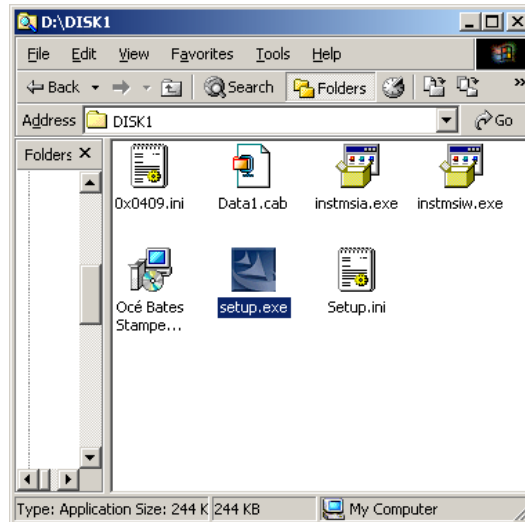 D:\DISK1
File Edit View Favorites Tools Help
Back Search Folders »
Address DISK1 Go
Folders
0x0409.ini Data1.cab instmsia.exe instmsiw.exe
Océ Bates
Stampe... setup.exe Setup.ini
Type: Application Size: 244 K 244 KB My Computer